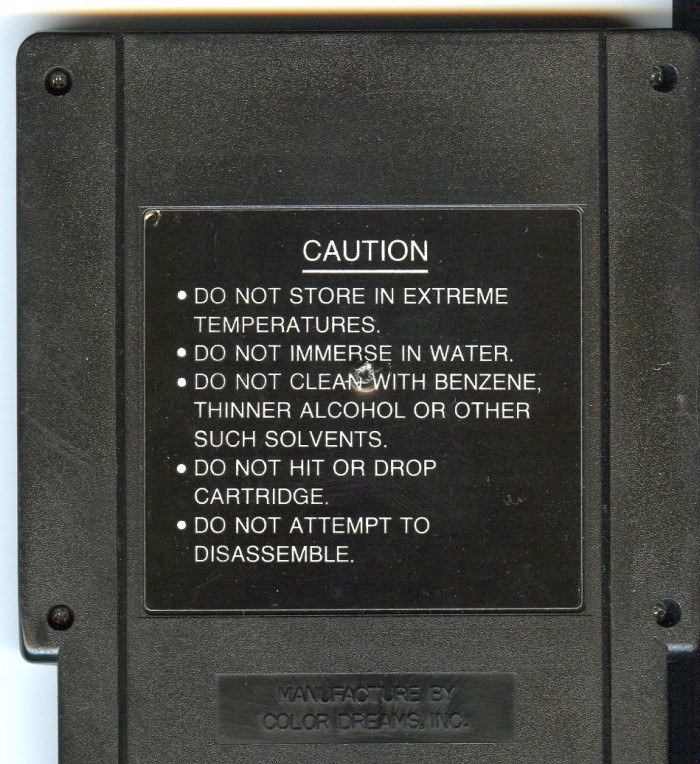 CAUTION
• DO NOT STORE IN EXTREME
TEMPERATURES.
• DO NOT IMMERSE IN WATER.
• DO NOT CLEAN WITH BENZENE,
THINNER ALCOHOL OR OTHER
SUCH SOLVENTS.
• DO NOT HIT OR DROP
CARTRIDGE.
• DO NOT ATTEMPT TO
DISASSEMBLE.
MANUFACTURE BY
COLOR DREAMS, INC.